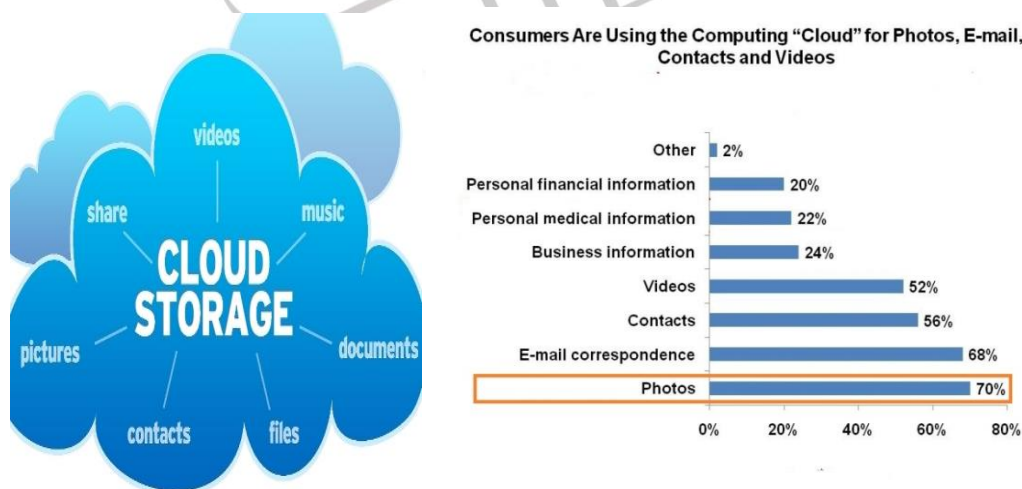 videos
share
music
CLOUD
STORAGE
pictures
documents
contacts
files
Consumers Are Using the Computing “Cloud” for Photos, E-mail,
Contacts and Videos
Other 2%
Personal financial information 20%
Personal medical information 22%
Business information 24%
Videos 52%
Contacts 56%
E-mail correspondence 68%
Photos 70%
0% 20% 40% 60% 80%